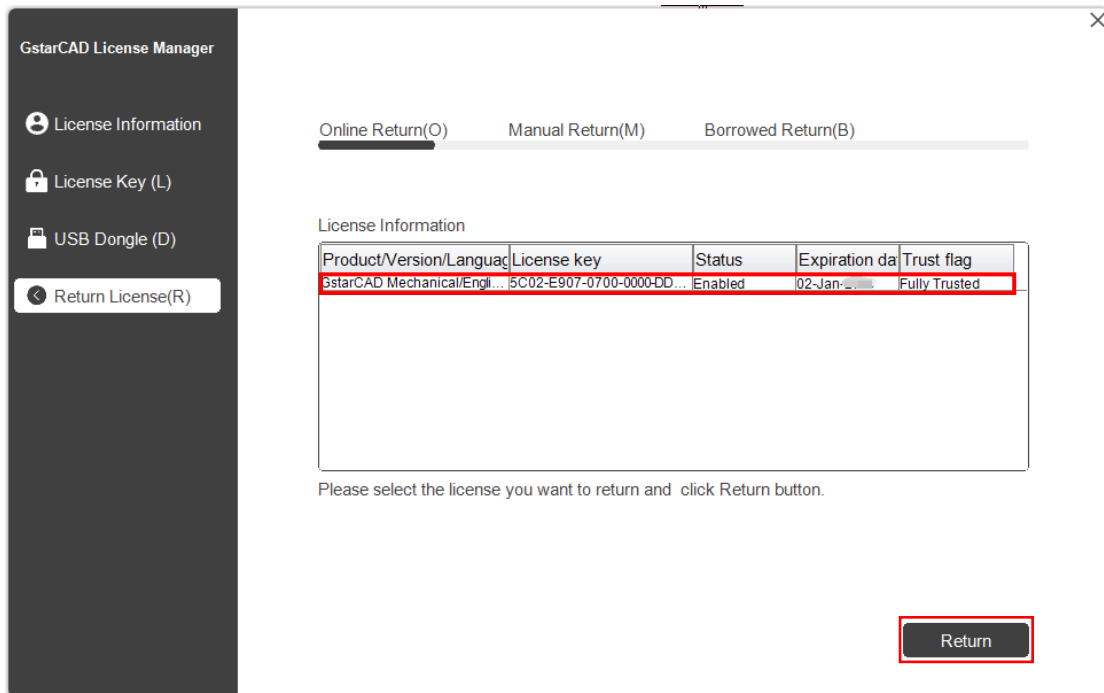 GstarCAD License Manager
License Information
License Key (L)
USB Dongle (D)
Return License(R)
Online Return(O) Manual Return(M) Borrowed Return(B)
License Information
Product/Version/Languag License key Status Expiration da Trust flag
GstarCAD Mechanical/Engli... 5C02-E907-0700-0000-DD... Enabled 02-Jan- Fully Trusted
Please select the license you want to return and click Return button.
Return